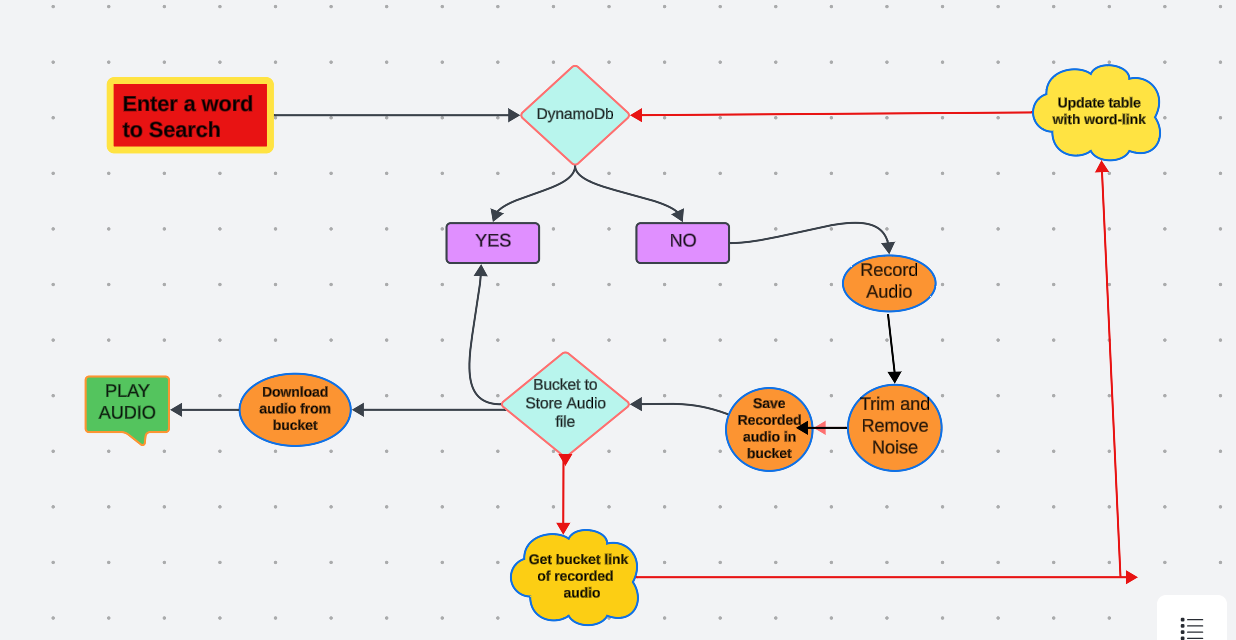 Enter a word
to Search
DynamoDb
Update table
with word-link
YES
NO
Record
Audio
PLAY
AUDIO
Download
audio from
bucket
Bucket to
Store Audio
file
Save
Recorded
audio in
bucket
Trim and
Remove
Noise
Get bucket link
of recorded
audio